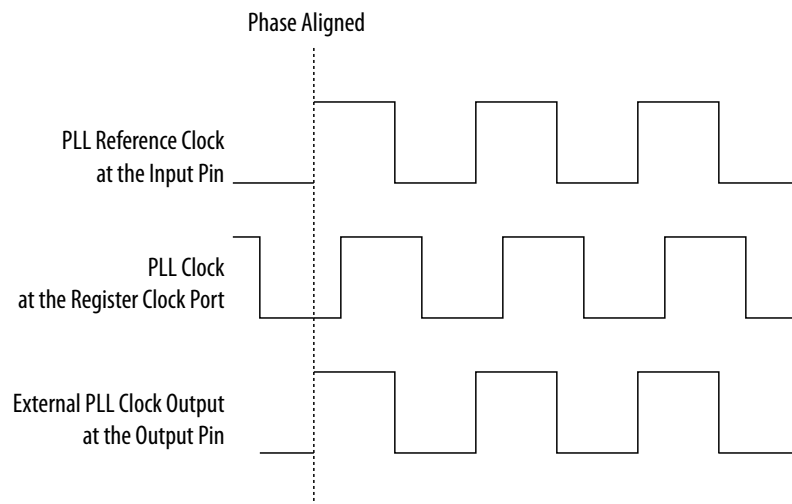 Phase Aligned
PLL Reference Clock
at the Input Pin
PLL Clock
at the Register Clock Port
External PLL Clock Output
at the Output Pin